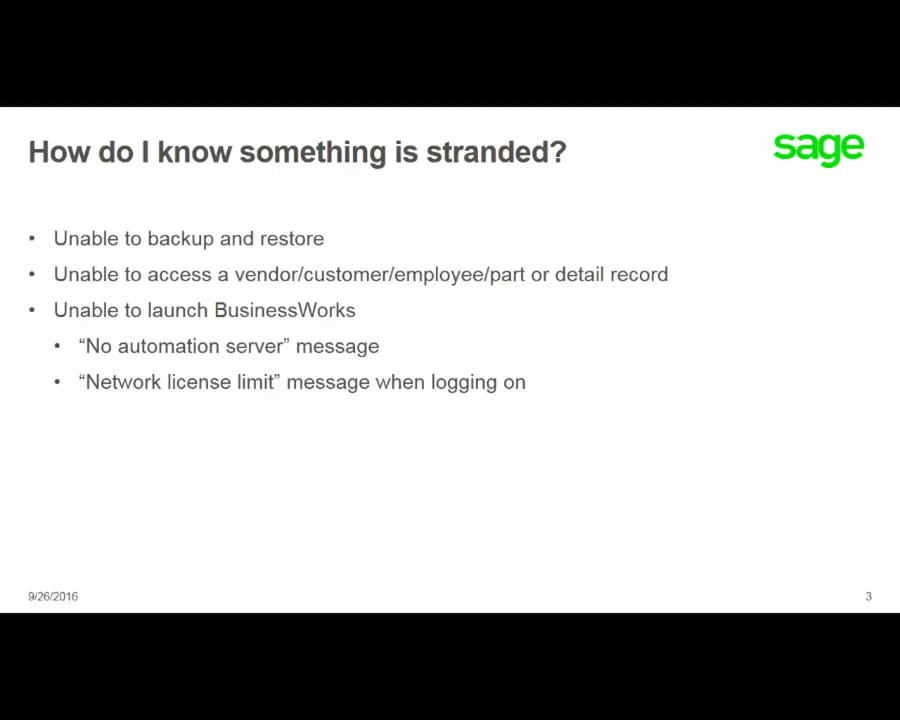 How do I know something is stranded?
sage
• Unable to backup and restore
• Unable to access a vendor/customer/employee/part or detail record
• Unable to launch BusinessWorks
• “No automation server” message
• “Network license limit” message when logging on
9/26/2016
3